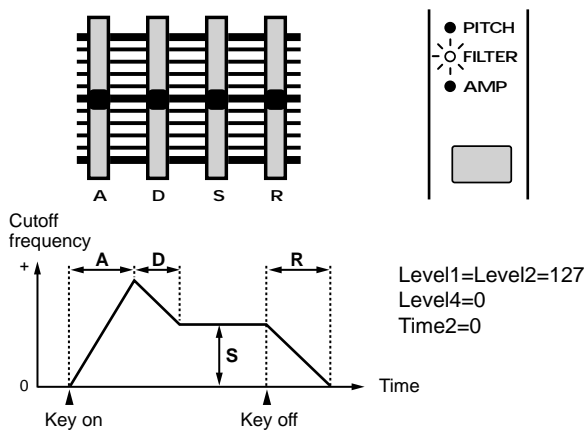 A D S R
PITCH
FILTER
AMP
Cutoff
frequency
+
A D R
S
0
Time
Key on Key off
Level1=Level2=127
Level4=0
Time2=0